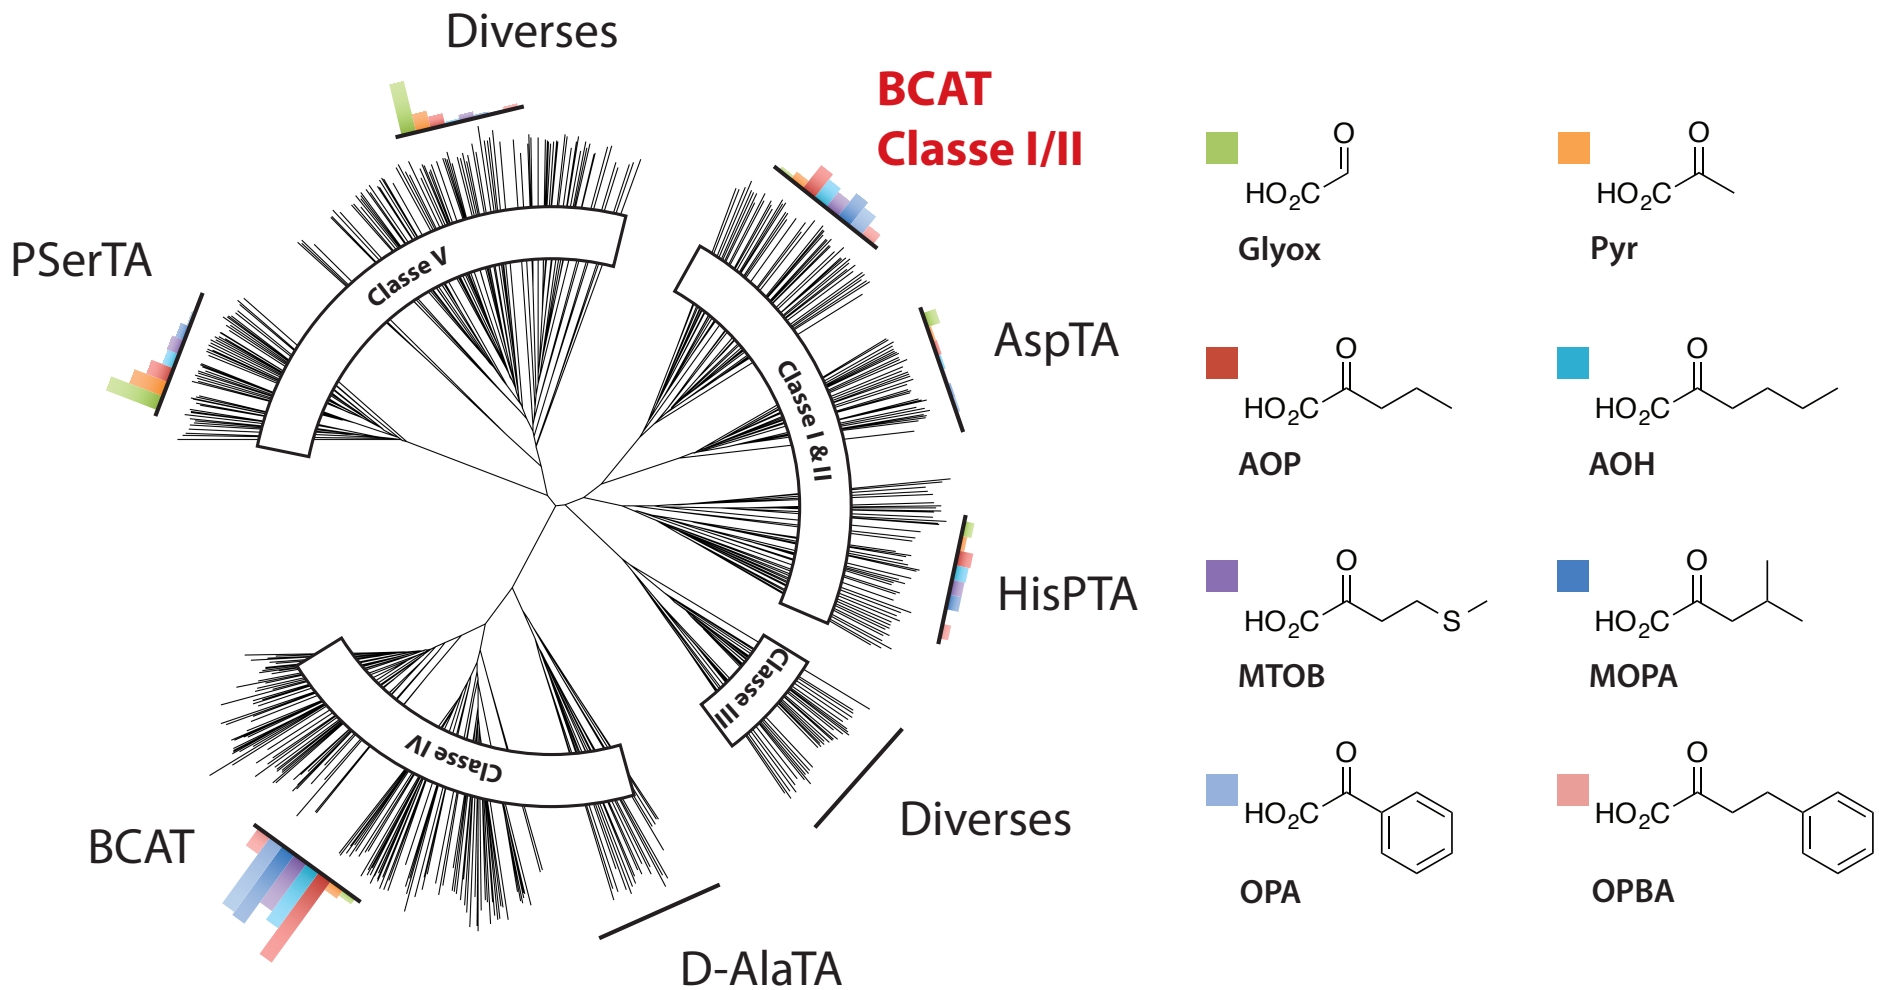 Diverses
BCAT
Classe I/II
PSerTA
Classe V
AspTA
Classe I & II
HisPTA
Classe III
Diverses
Classe IV
BCAT
D-AlaTA
O
HO2C
Glyox
O
HO2C
Pyr
O
HO2C
AOP
O
HO2C
AOH
O
HO2C
S
MTOB
O
HO2C
MOPA
O
HO2C
OPA
O
HO2C
OPBA